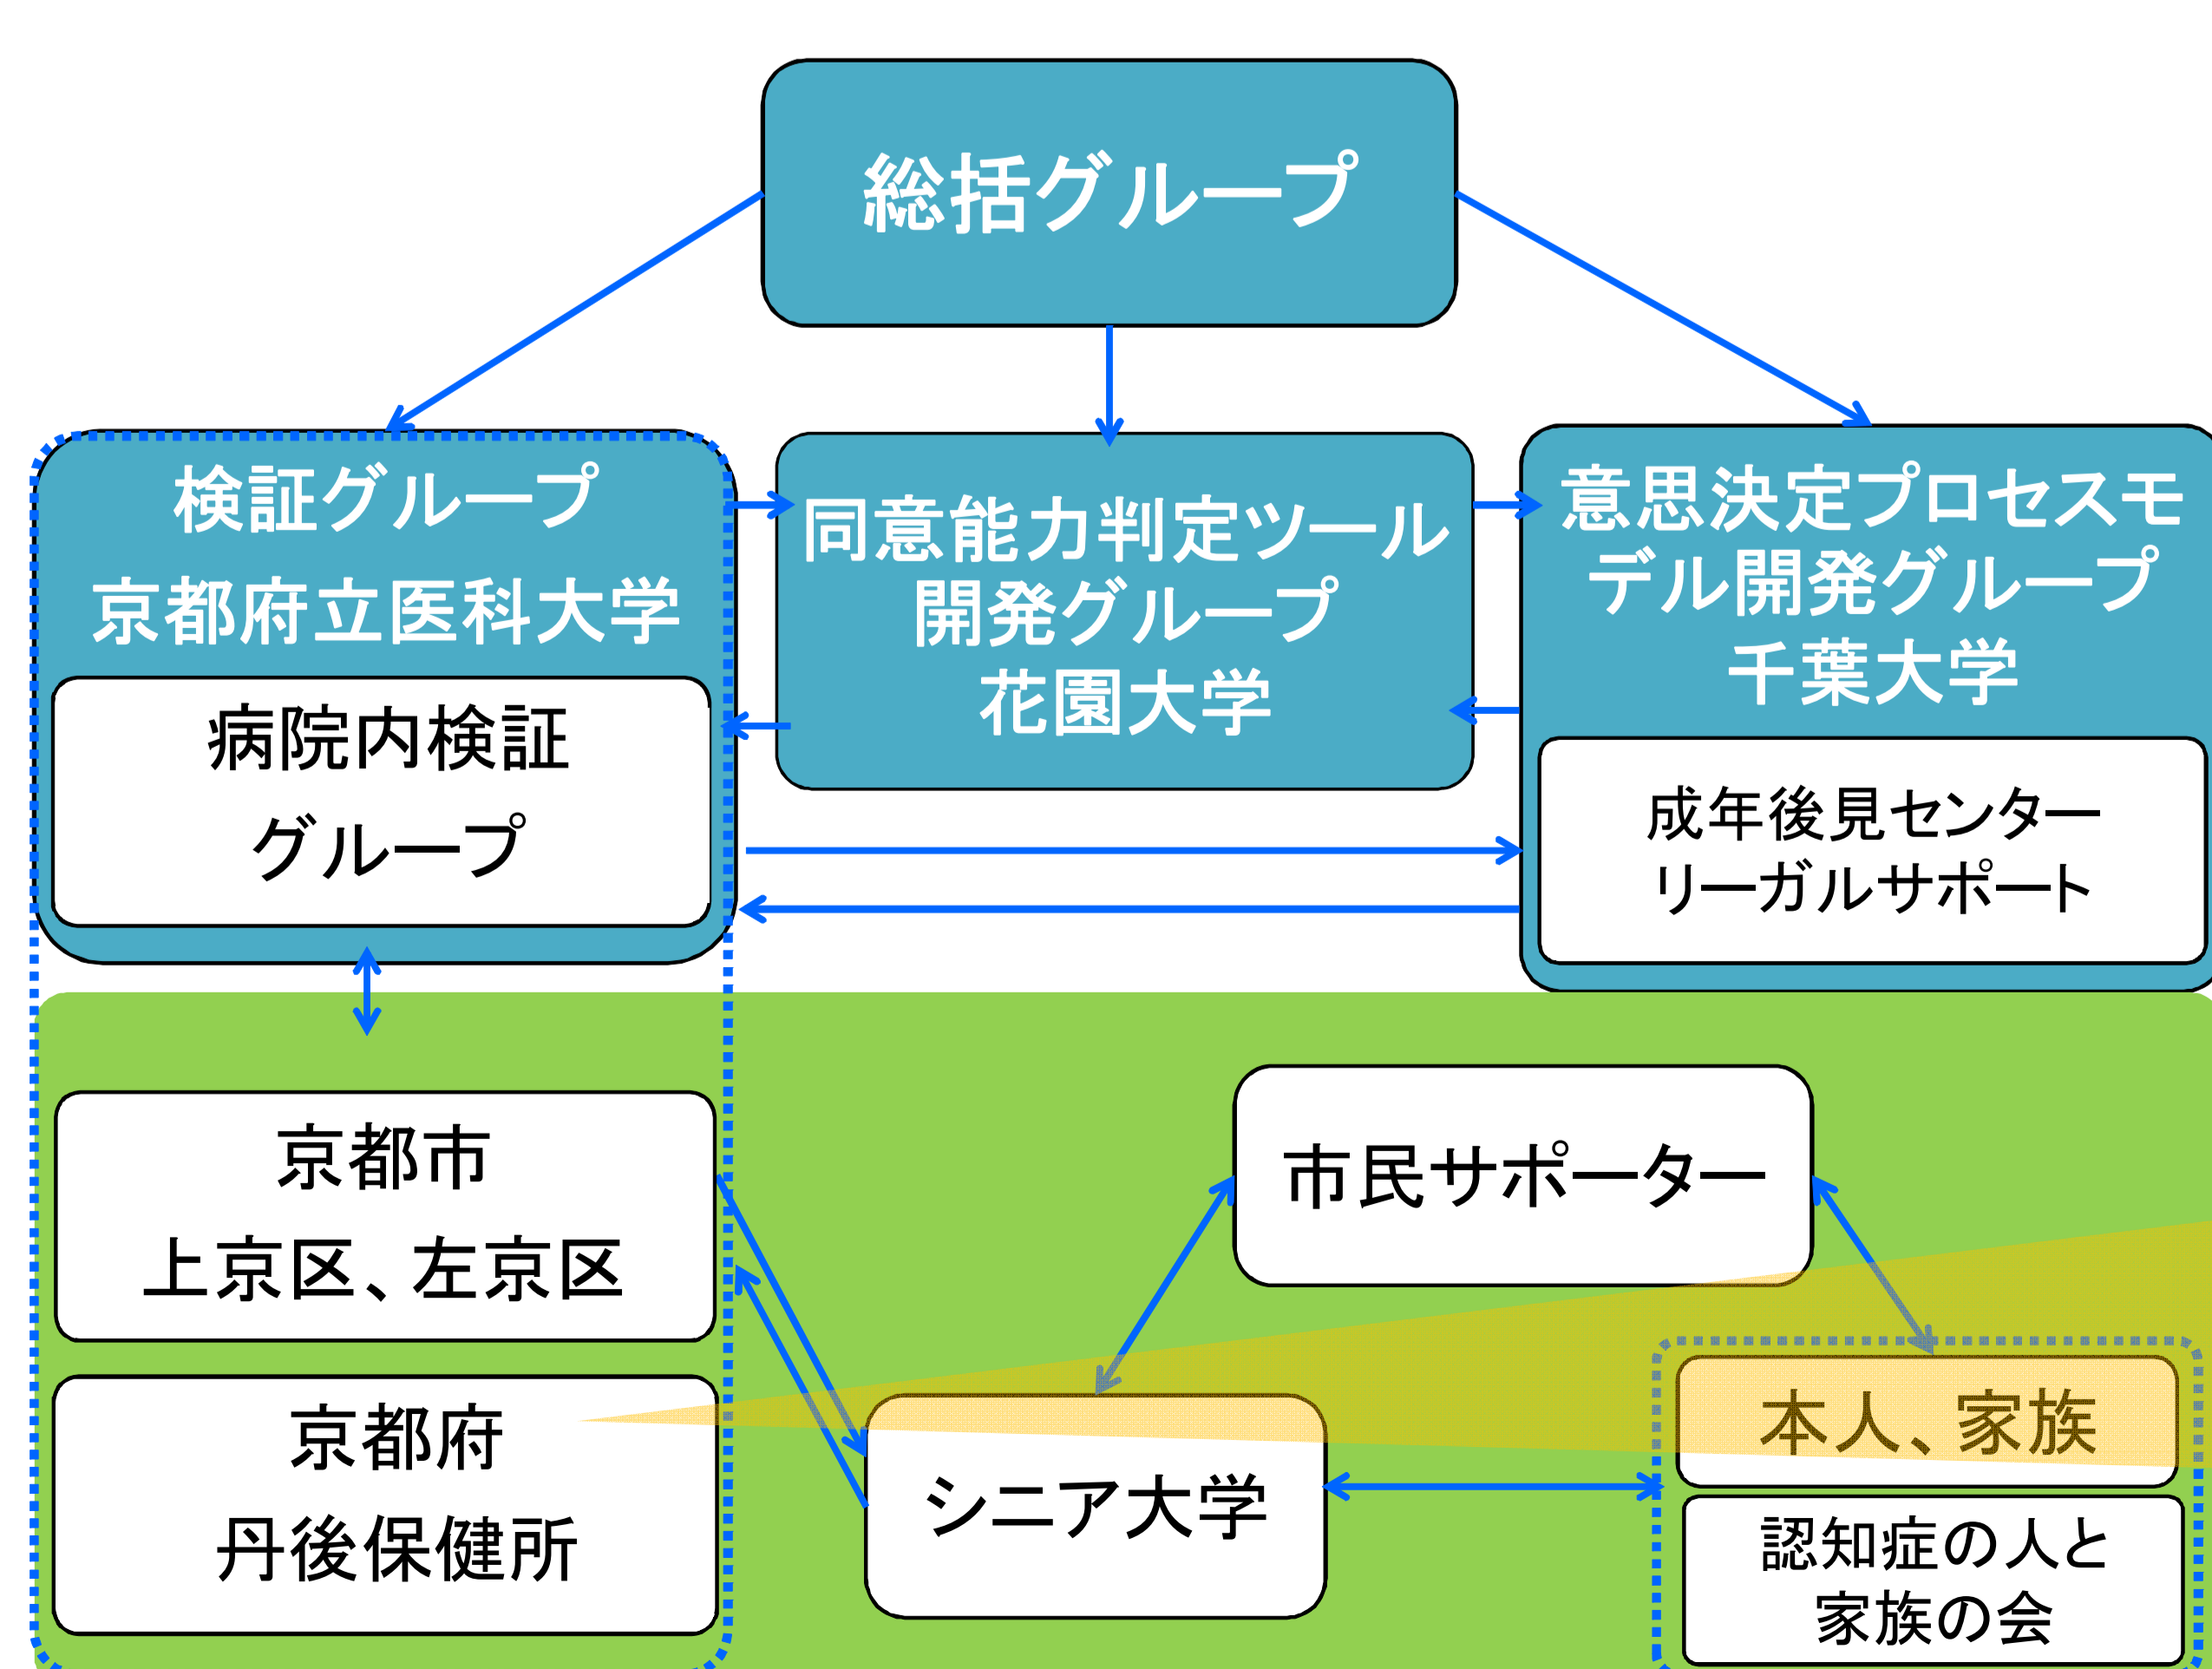 総括グループ
検証グループ
京都府立医科大学
病院内検証
グループ
同意能力判定ツール
開発グループ
花園大学
意思決定プロセスモ
デル開発グループ
千葉大学
成年後見センター
リーガルサポート
京都市
上京区、左京区
京都府
丹後保健所
市民サポーター
シニア大学
本人、家族
認知症の人と
家族の会